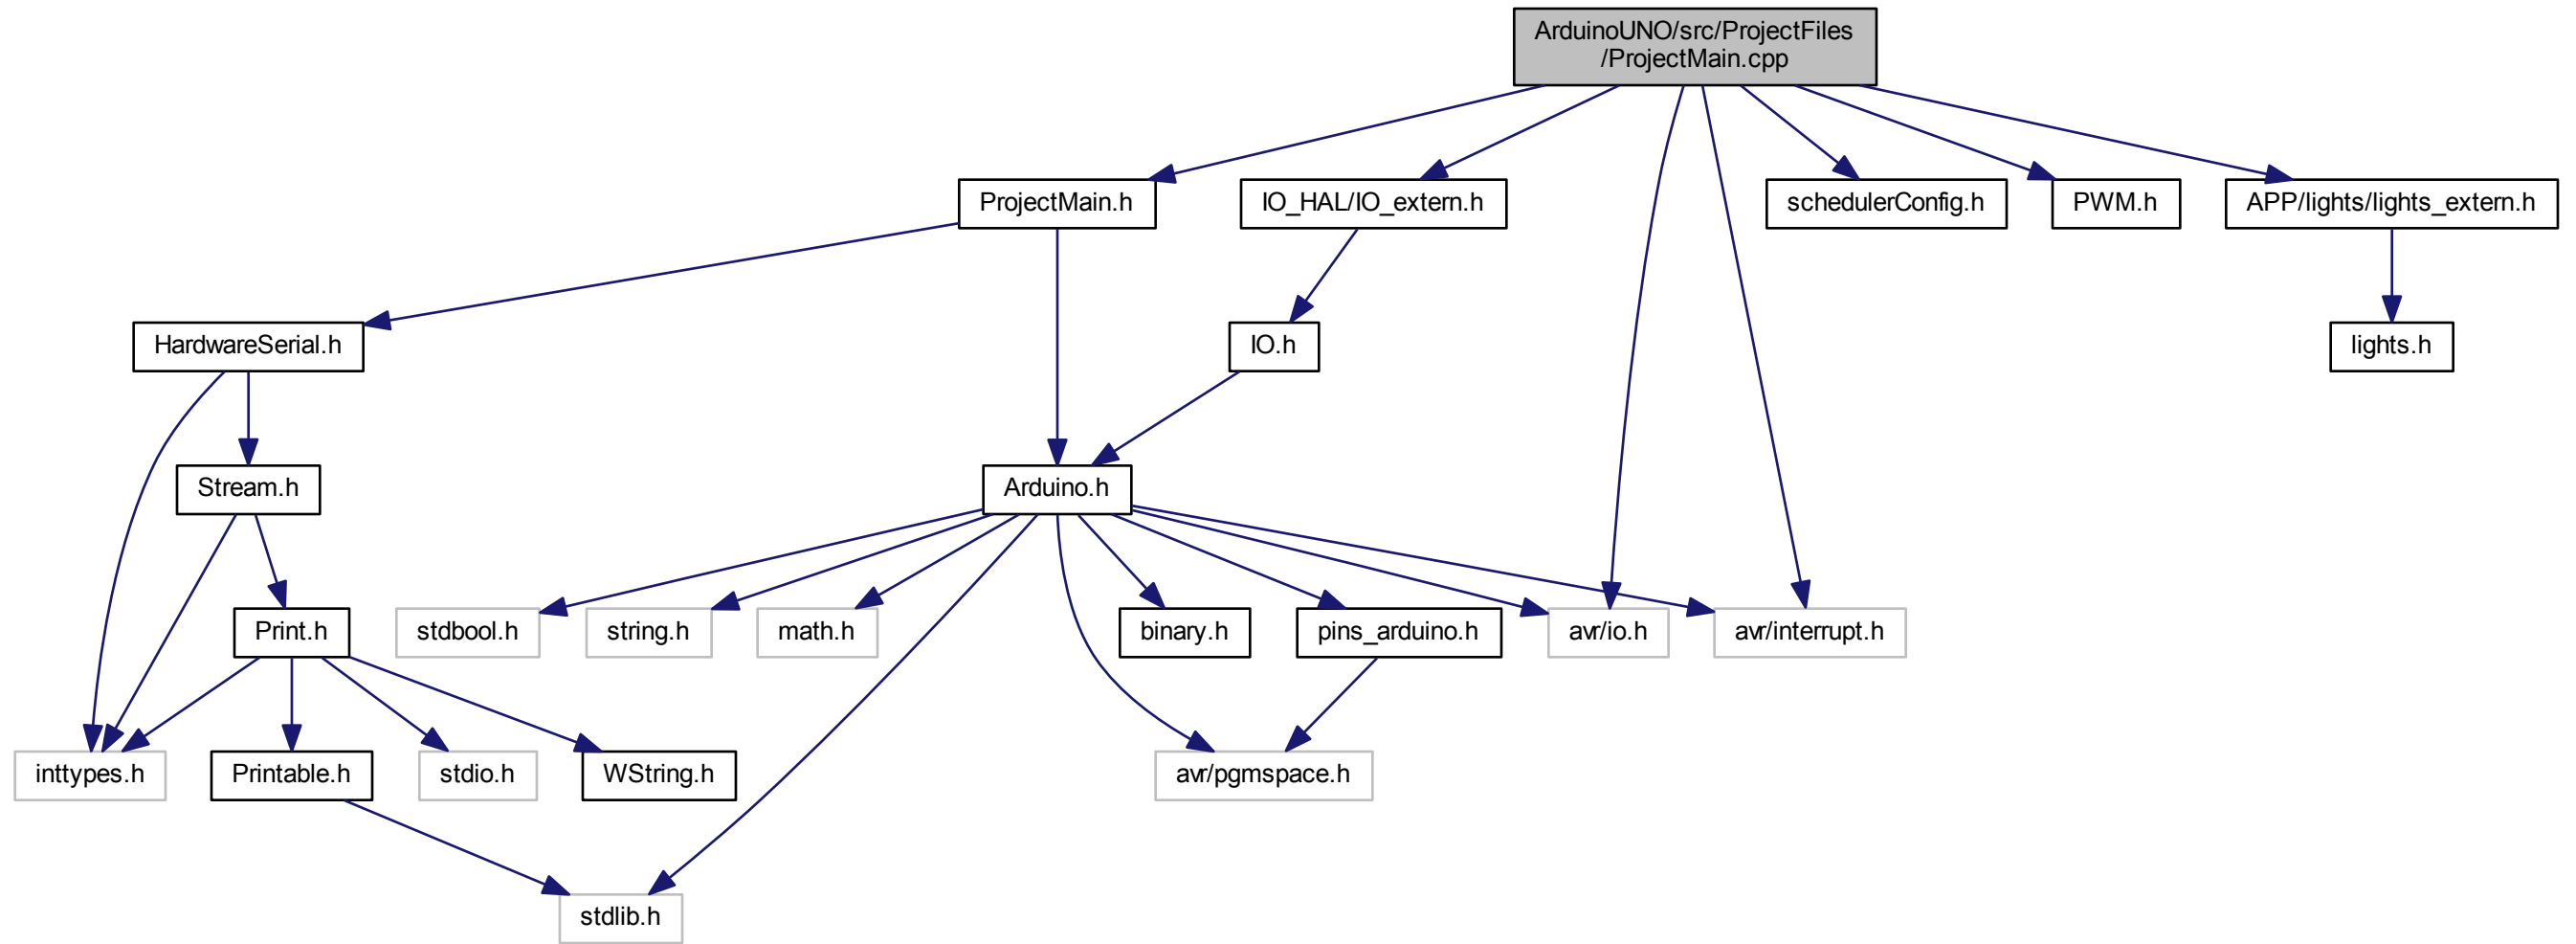 ArduinoUNO/src/ProjectFiles
/ProjectMain.cpp
ProjectMain.h
IO_HAL/IO_extern.h
schedulerConfig.h
PWM.h
APP/lights/lights_extern.h
HardwareSerial.h
IO.h
lights.h
Stream.h
Arduino.h
Print.h
stdbool.h
string.h
math.h
binary.h
pins_arduino.h
avr/io.h
avr/interrupt.h
inttypes.h
Printable.h
stdio.h
WString.h
avr/pgmspace.h
stdlib.h